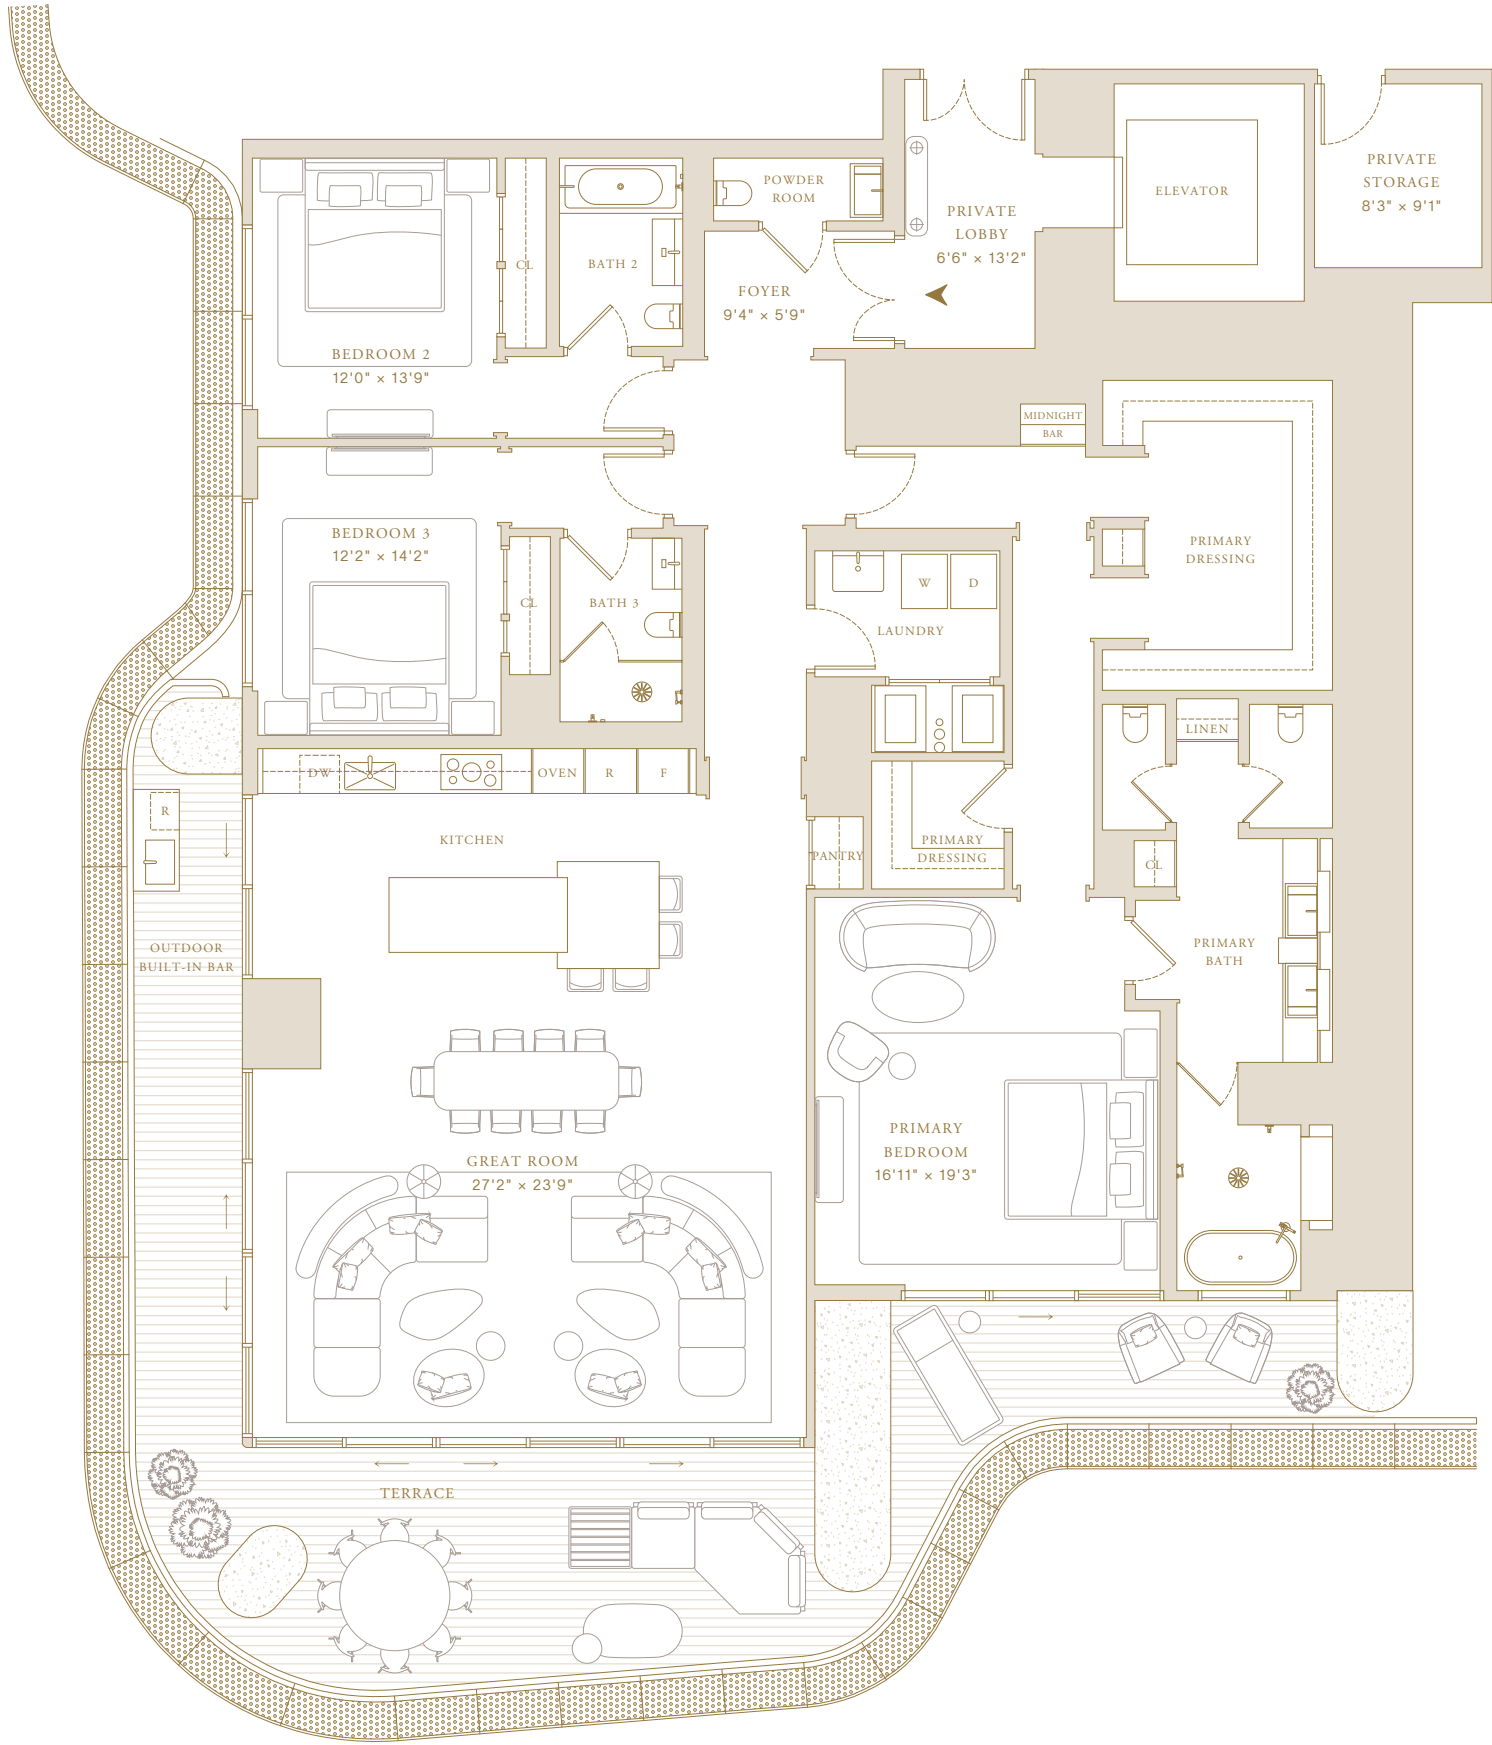 PRIVATE
STORAGE
8'3" × 9'1"
ELEVATOR
POWDER
ROOM
PRIVATE
LOBBY
6'6" × 13'2"
CL
BATH 2
FOYER
9'4" × 5'9"
BEDROOM 2
12'0" × 13'9"
MIDNIGHT
BAR
BEDROOM 3
12'2" × 14'2"
PRIMARY
DRESSING
CL
BATH 3
W
D
LAUNDRY
LINEN
DW
OVEN
R
F
R
KITCHEN
PANTRY
PRIMARY
DRESSING
CL
OUTDOOR
BUILT-IN BAR
PRIMARY
BATH
PRIMARY
BEDROOM
16'11" × 19'3"
GREAT ROOM
27'2" × 23'9"
TERRACE